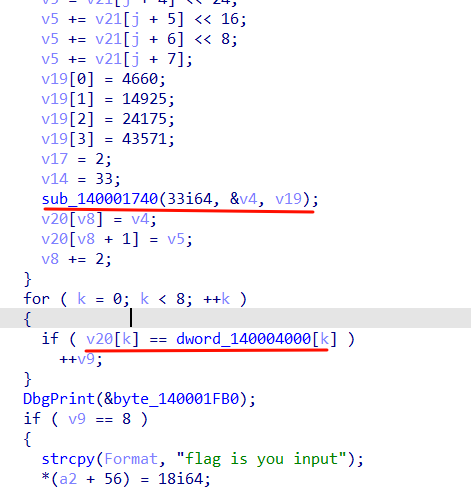 v5 += v21[j + 5] << 16;
v5 += v21[j + 6] << 8;
v5 += v21[j + 7];
v19[0] = 4660;
v19[1] = 14925;
v19[2] = 24175;
v19[3] = 43571;
v17 = 2;
v14 = 33;
sub_140001740(33i64, &v4, v19);
v20[v8] = v4;
v20[v8 + 1] = v5;
v8 += 2;
}
for ( k = 0; k < 8; ++k )
{
if ( v20[k] == dword_140004000[k] )
++v9;
}
DbgPrint(&byte_140001FB0);
if ( v9 == 8 )
{
strcpy(Format, "flag is you input");
*(a2 + 56) = 18i64;